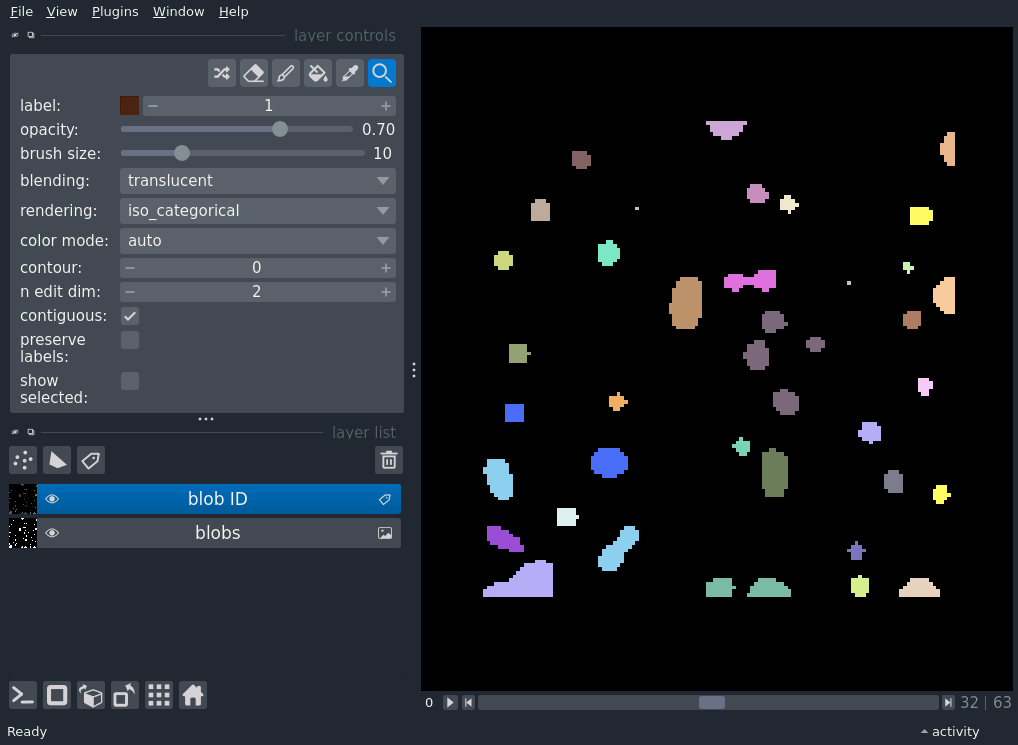 File View Plugins Window Help
layer controls
label: 1
opacity: 0.70
brush size: 10
blending: translucent
rendering: iso_categorical
color mode: auto
contour: 0
n edit dim: 2
contiguous:
preserve
labels:
show
selected:
layer list
blob ID
blobs
0 32 | 63
Ready activity